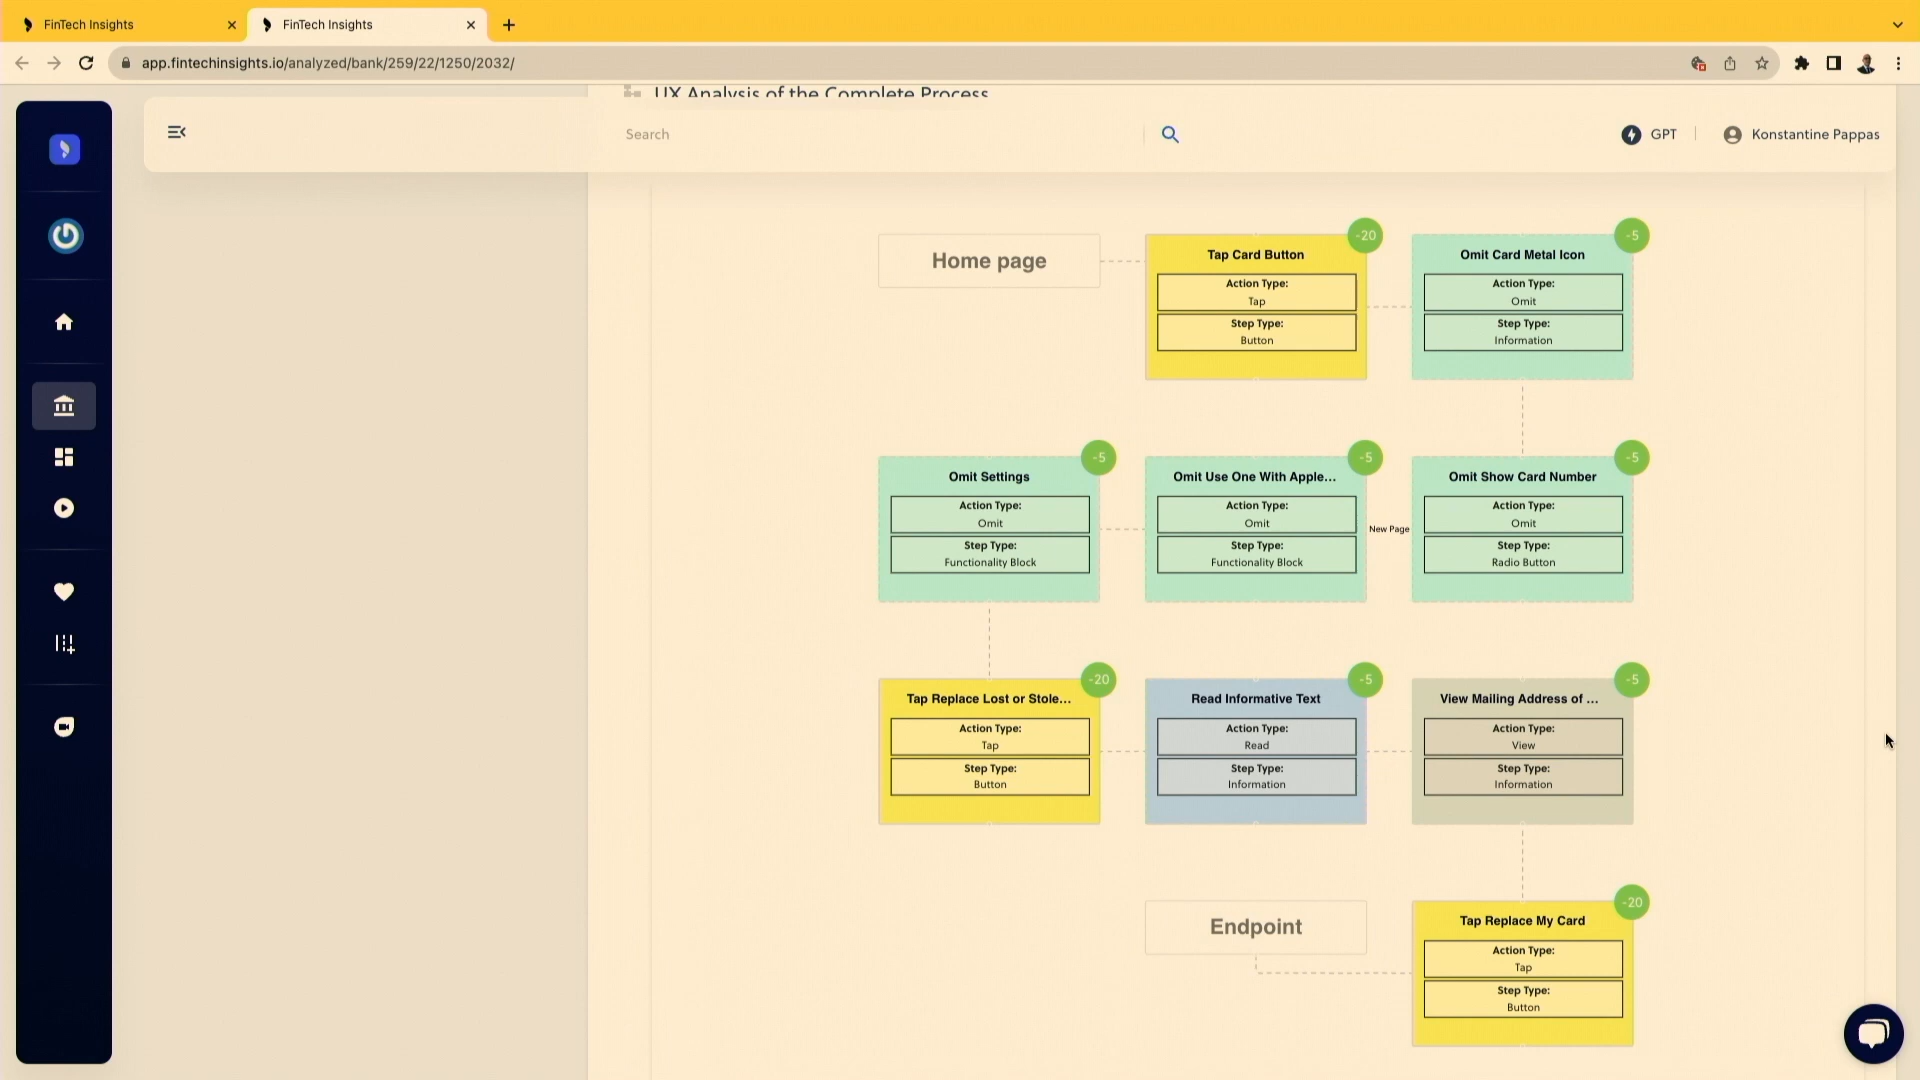 FinTech Insights
FinTech Insights
app.fintechinsights.io/analyzed/bank/259/22/1250/2032/
UX Analysis of the Complete Process
Search
GPT
Konstantine Pappas
Home page
-20
Tap Card Button
Action Type:
Tap
Step Type:
Button
-5
Omit Card Metal Icon
Action Type:
Omit
Step Type:
Information
-5
Omit Settings
Action Type:
Omit
Step Type:
Functionality Block
-5
Omit Use One With Apple...
Action Type:
Omit
Step Type:
Functionality Block
New Page
-5
Omit Show Card Number
Action Type:
Omit
Step Type:
Radio Button
-20
Tap Replace Lost or Stole...
Action Type:
Tap
Step Type:
Button
-5
Read Informative Text
Action Type:
Read
Step Type:
Information
-5
View Mailing Address of ...
Action Type:
View
Step Type:
Information
Endpoint
-20
Tap Replace My Card
Action Type:
Tap
Step Type:
Button